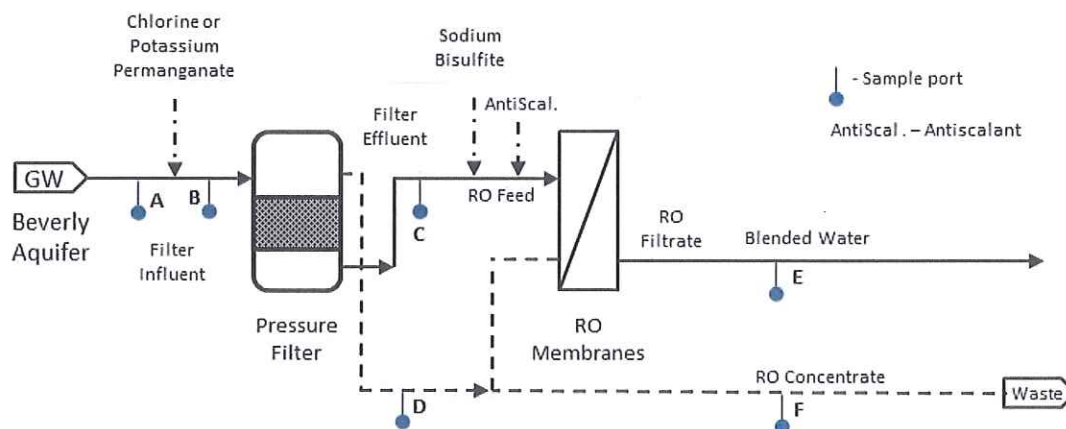 Chlorine or
Potassium
Permanganate
Sodium
Bisulfite
AntiScal.
Filter
Effluent
- Sample port
AntiScal. – Antiscalant
GW
A
B
C
RO Feed
Beverly
Aquifer
Filter
Influent
RO
Filtrate
Blended Water
E
Pressure
Filter
RO
Membranes
D
RO Concentrate
F
Waste